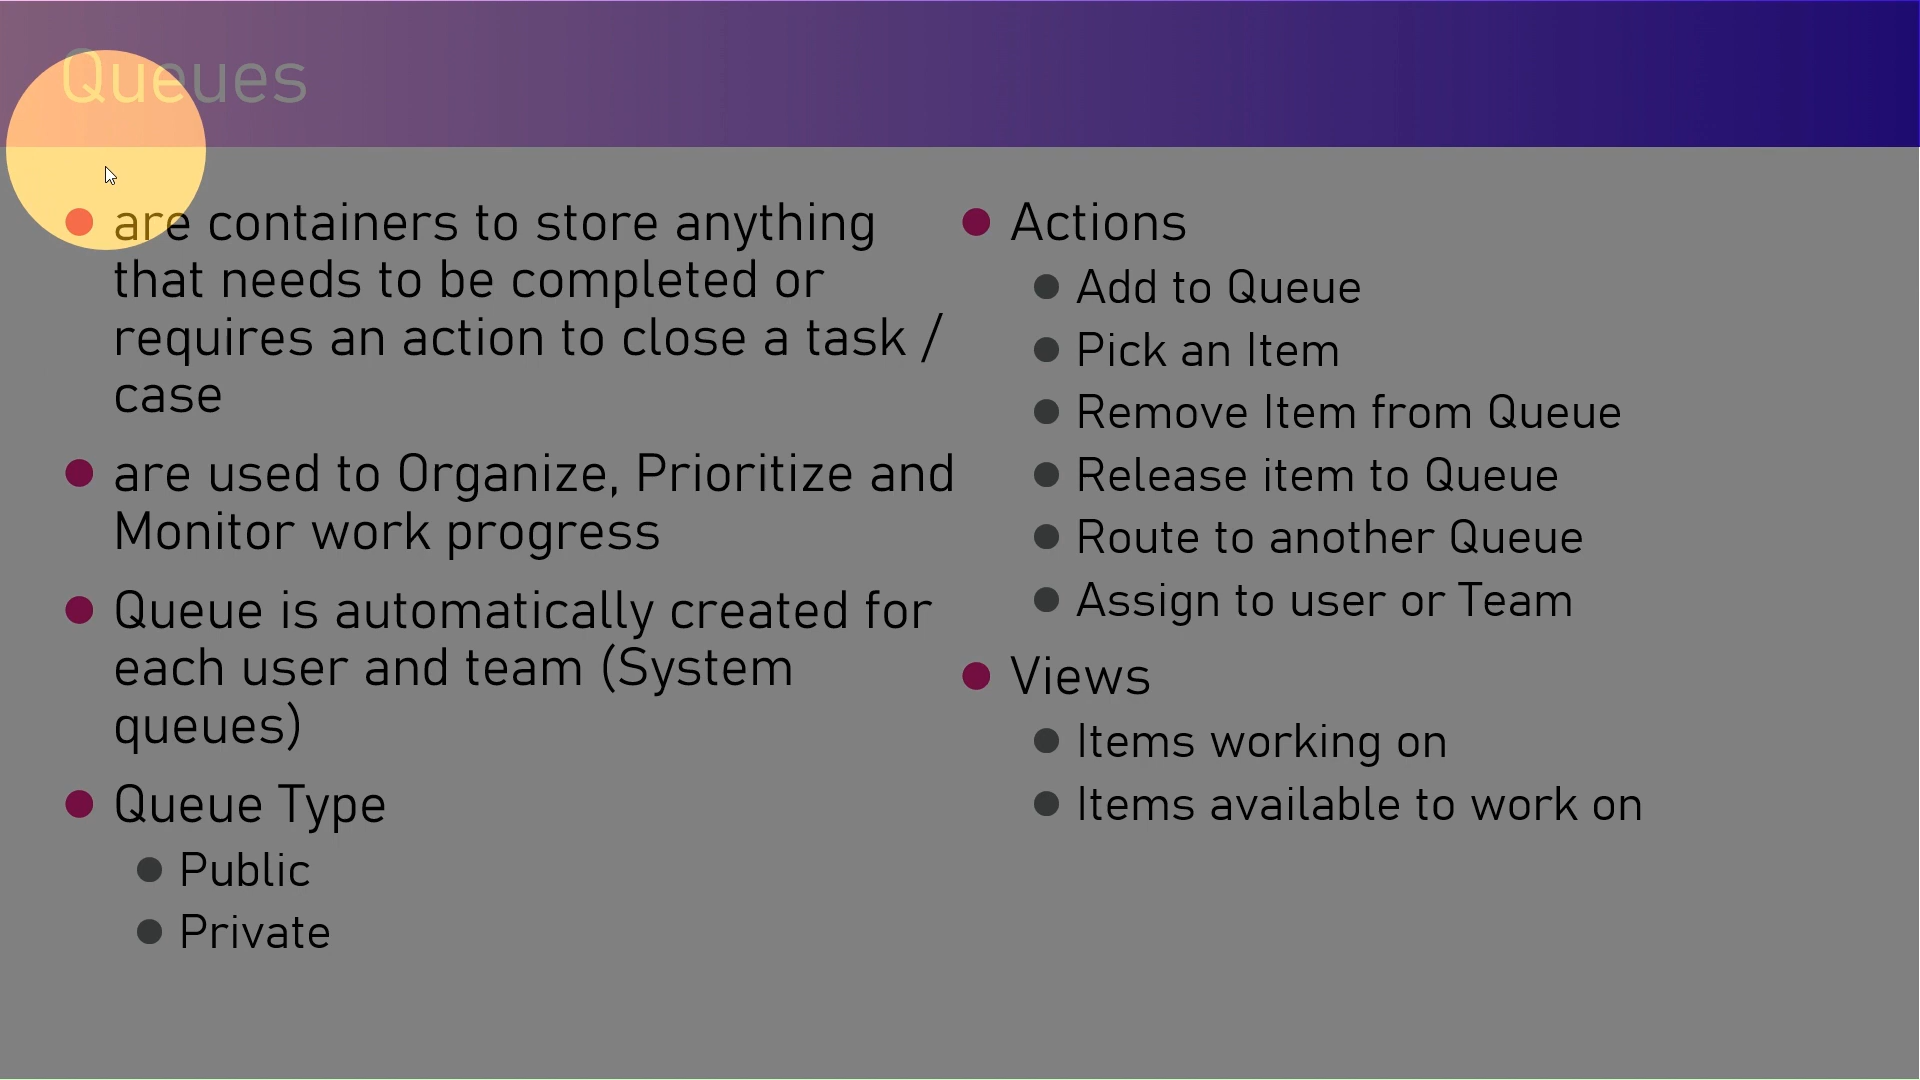 Queues
are containers to store anything
that needs to be completed or
requires an action to close a task /
case
are used to Organize, Prioritize and
Monitor work progress
Queue is automatically created for
each user and team (System
queues)
Queue Type
Public
Private
Actions
Add to Queue
Pick an Item
Remove Item from Queue
Release item to Queue
Route to another Queue
Assign to user or Team
Views
Items working on
Items available to work on